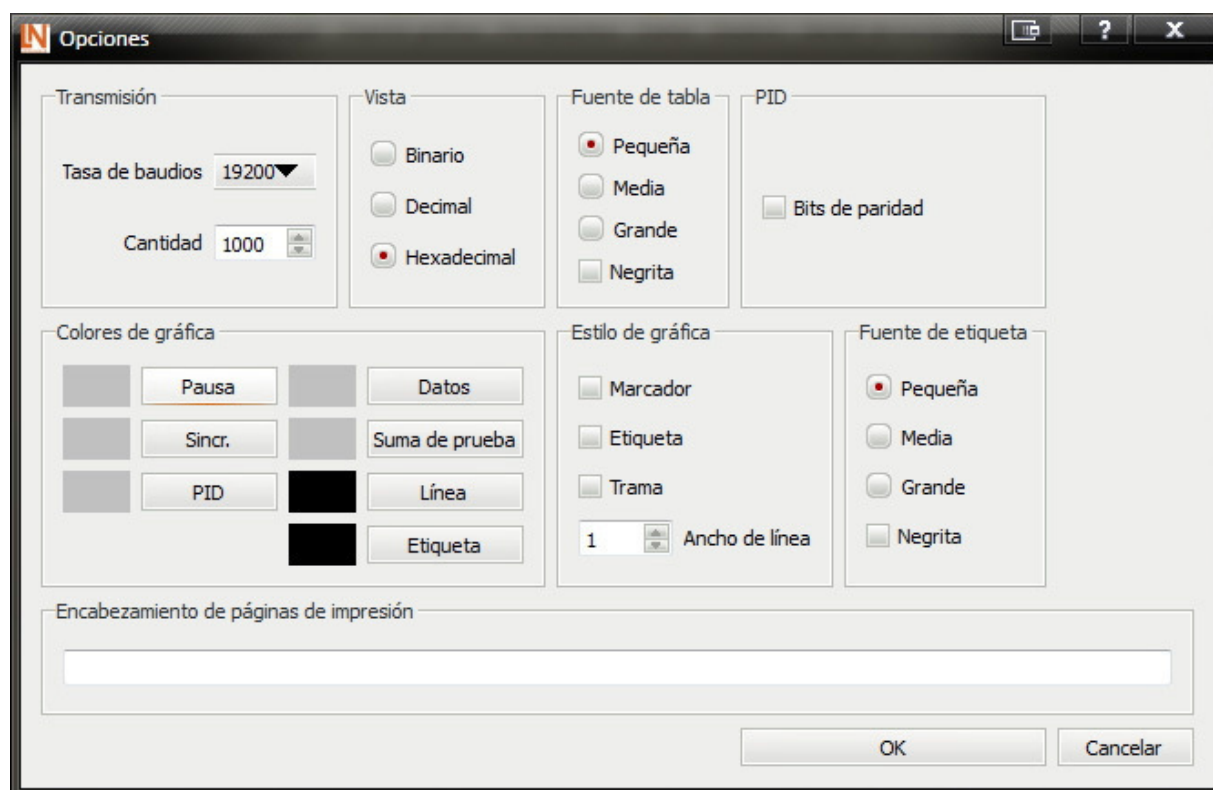 LN Opciones ?  X
Transmisión
Tasa de baudios 19200
Cantidad 1000
Vista
Binario
Decimal
Hexadecimal
Fuente de tabla
Pequeña
Media
Grande
Negrita
PID
Bits de paridad
Colores de gráfica
Pausa Datos
Sincr. Suma de prueba
PID Línea
Etiqueta
Estilo de gráfica
Marcador
Etiqueta
Trama
1 Ancho de línea
Fuente de etiqueta
Pequeña
Media
Grande
Negrita
Encabezamiento de páginas de impresión
OK Cancelar